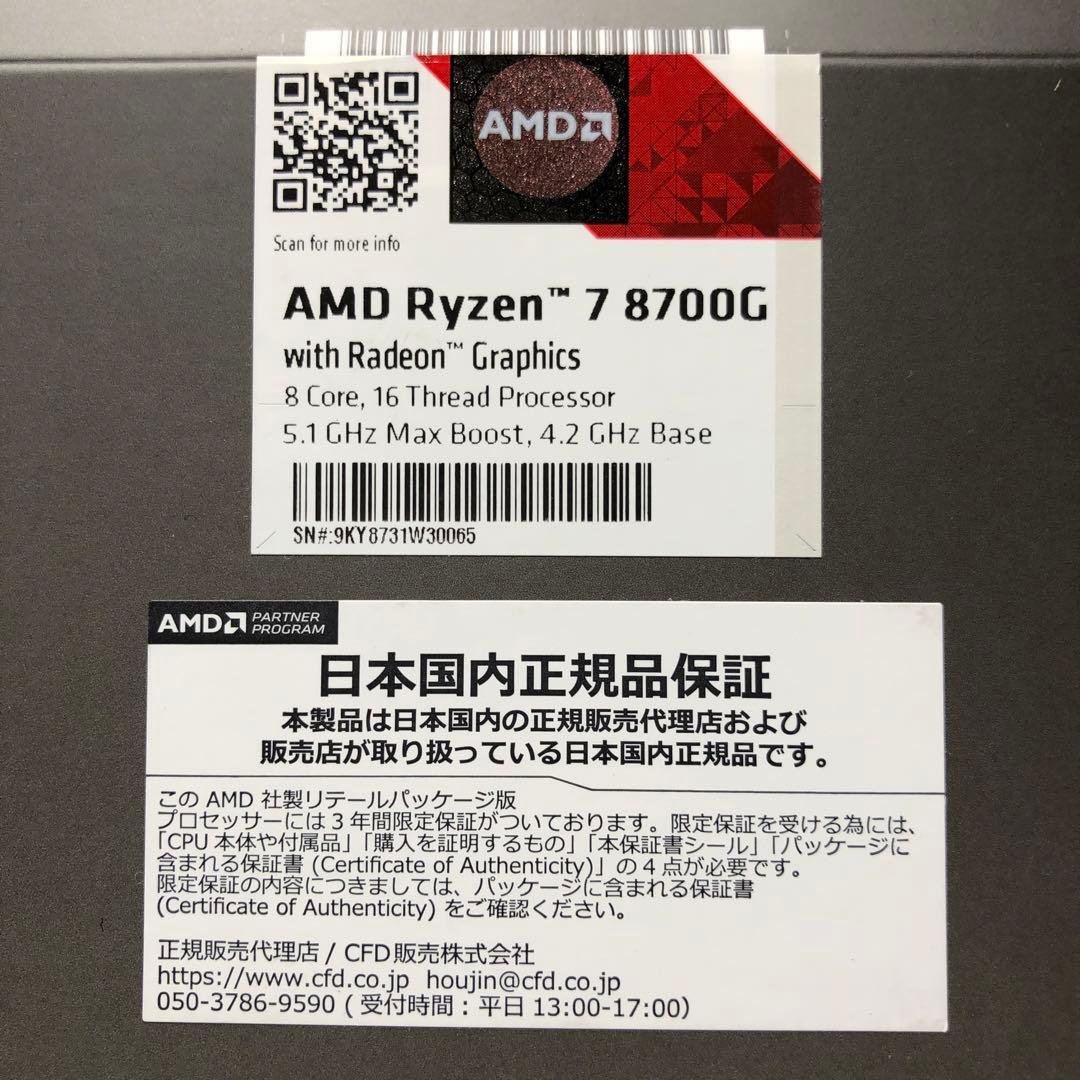 AMD
Scan for more info
AMD Ryzen™ 7 8700G
with Radeon™ Graphics
8 Core, 16 Thread Processor
5.1 GHz Max Boost, 4.2 GHz Base
SN#:9KY8731W30065
AMD PARTNER
PROGRAM
日本国内正規品保証
本製品は日本国内の正規販売代理店および
販売店が取り扱っている日本国内正規品です。
この AMD 社製リテールパッケージ版
プロセッサーには3年間限定保証がついております。限定保証を受ける為には、
「CPU 本体や付属品」「購入を証明するもの」「本保証書シール」「パッケージに
含まれる保証書 (Certificate of Authenticity)」の4点が必要です。
限定保証の内容につきましては、パッケージに含まれる保証書
(Certificate of Authenticity) をご確認ください。
正規販売代理店 / CFD販売株式会社
https://www.cfd.co.jp houjin@cfd.co.jp
050-3786-9590 ( 受付時間：平日 13:00-17:00）